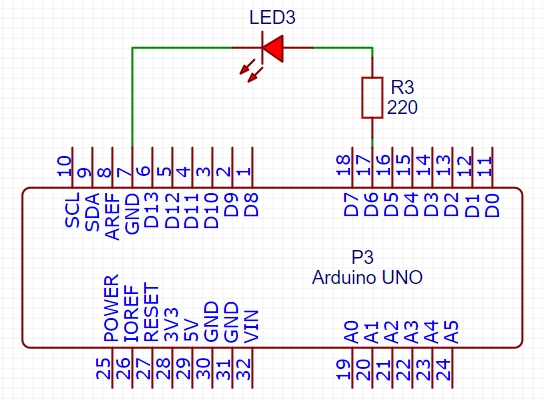 LED3
R3
220
10 9 8 7 6 5 4 3 2 1 18 17 16 15 14 13 12 11
SCL SDA AREF GND D13 D12 D11 D10 D9 D8 D7 D6 D5 D4 D3 D2 D1 D0
P3
Arduino UNO
POWER IOREF RESET 3V3 5V GND GND VIN A0 A1 A2 A3 A4 A5
25 26 27 28 29 30 31 32 19 20 21 22 23 24